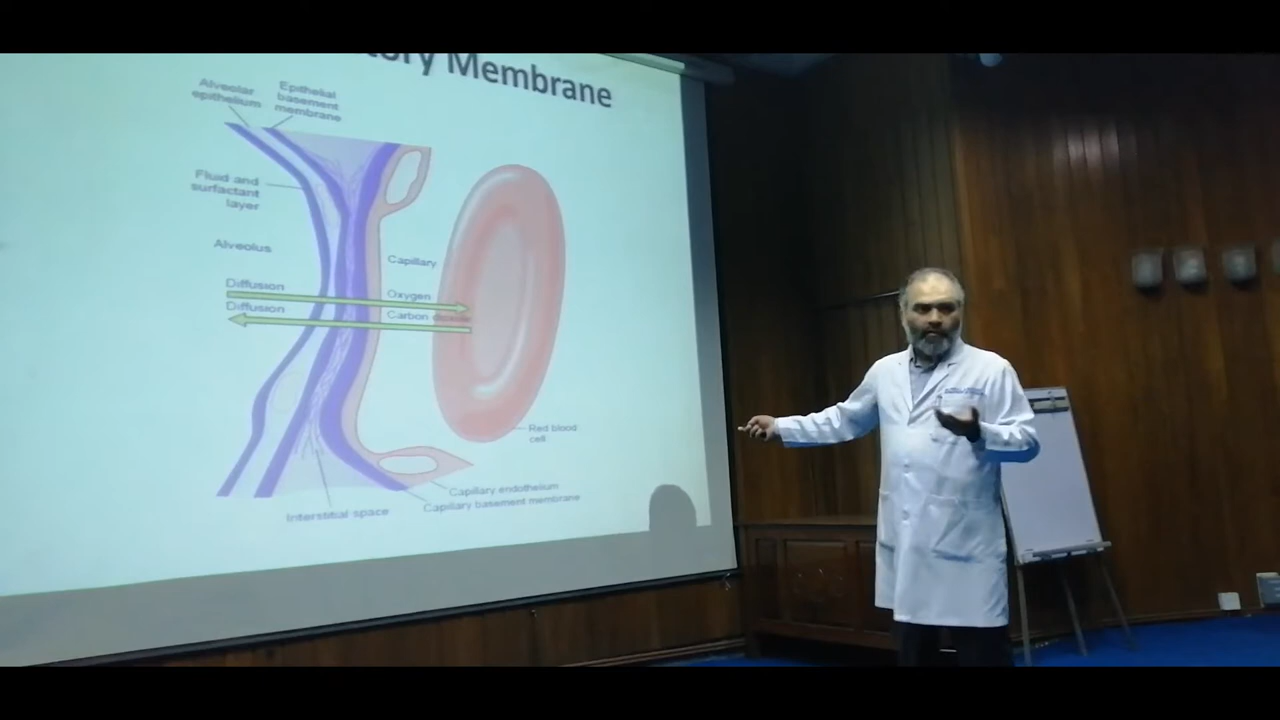 Membrane
Alveolar
epithelium
Epithelial
basement
membrane
Fluid and
surfactant
layer
Alveolus
Capillary
Diffusion
Oxygen
Diffusion
Carbon dioxide
Red blood
cell
Capillary endothelium
Capillary basement membrane
Interstitial space